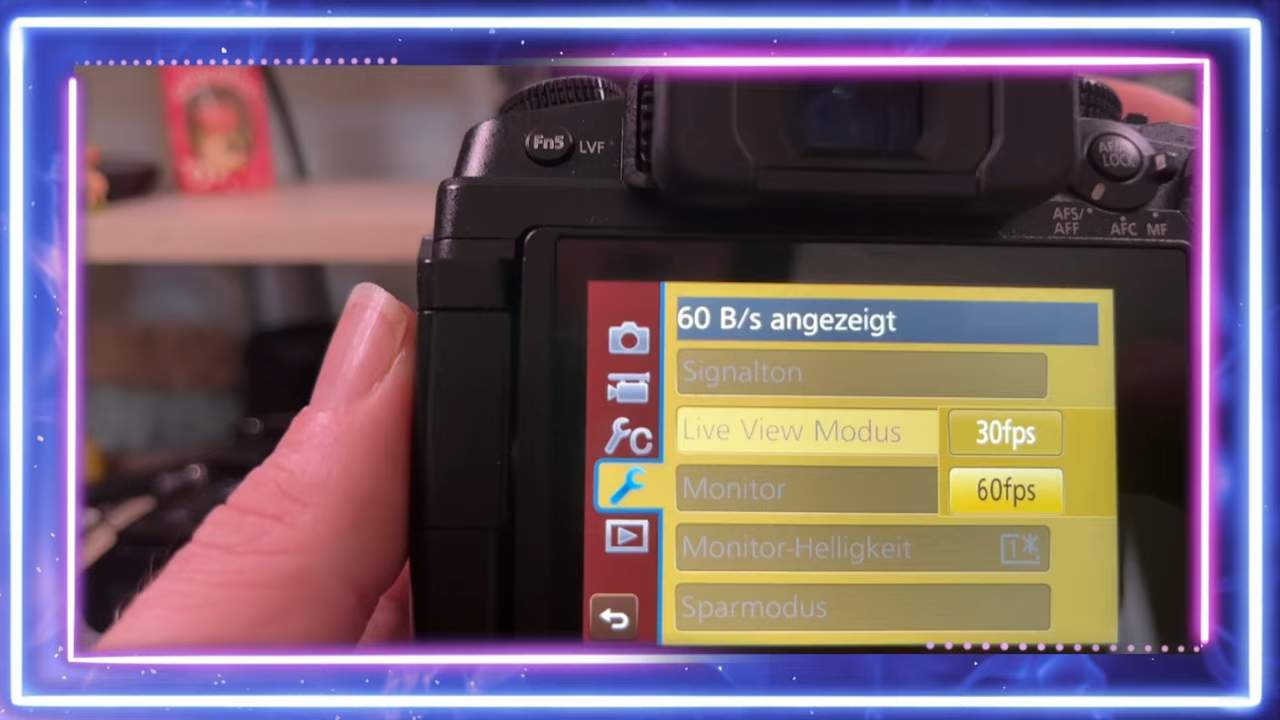 Fn5 LVF
AF/AE LOCK
AFS/ AFF AFC MF
60 B/s angezeigt
Signalton
Live View Modus 30fps
Monitor 60fps
Monitor-Helligkeit 1*
Sparmodus